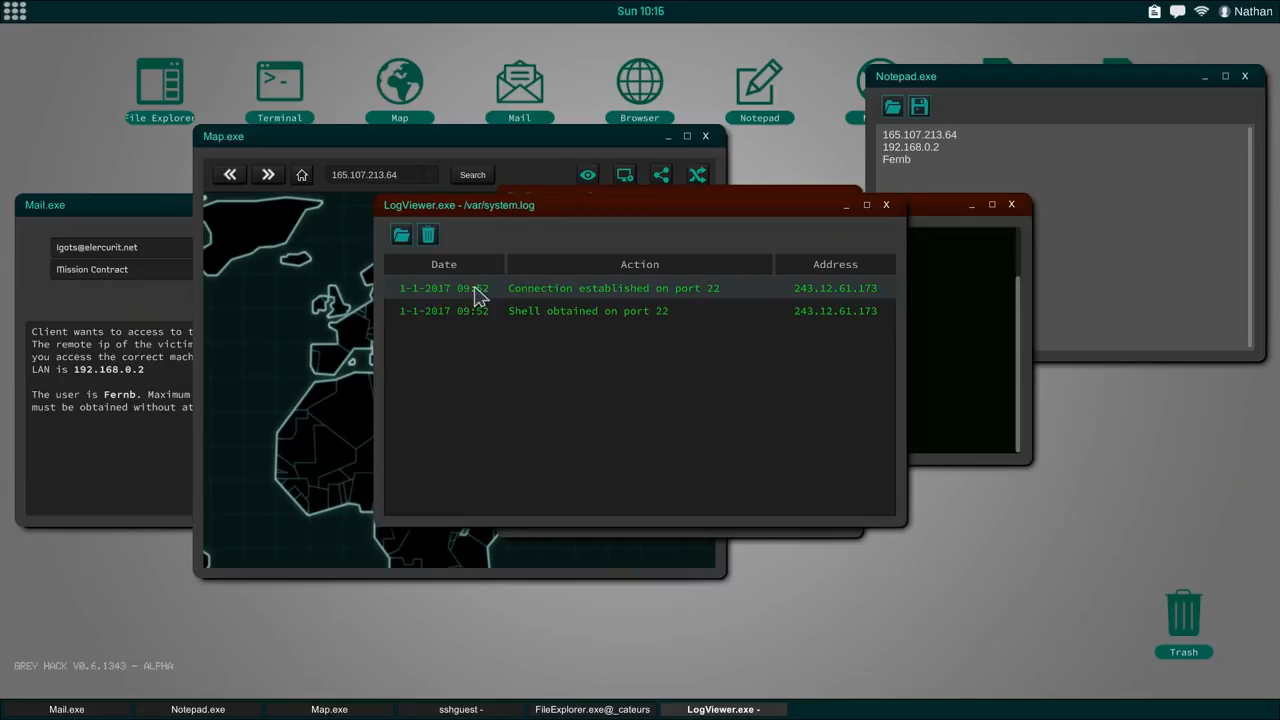 Sun 10:16
Nathan
File Explorer
Terminal
Map
Mail
Browser
Notepad
Notepad.exe
_ □ X
165.107.213.64
192.168.0.2
Fernb
Map.exe
_ □ X
165.107.213.64
Search
Mail.exe
lgots@elercurit.net
Mission Contract
Client wants to access to t
The remote ip of the victim
you access the correct mach
LAN is 192.168.0.2
The user is Fernb. Maximum
must be obtained without at
LogViewer.exe - /var/system.log
_ □ X
_ □ X
Date Action Address
1-1-2017 09:52 Connection established on port 22 243.12.61.173
1-1-2017 09:52 Shell obtained on port 22 243.12.61.173
Trash
GREY HACK V0.6.1343 - ALPHA
Mail.exe
Notepad.exe
Map.exe
sshguest -
FileExplorer.exe@_cateurs
LogViewer.exe -